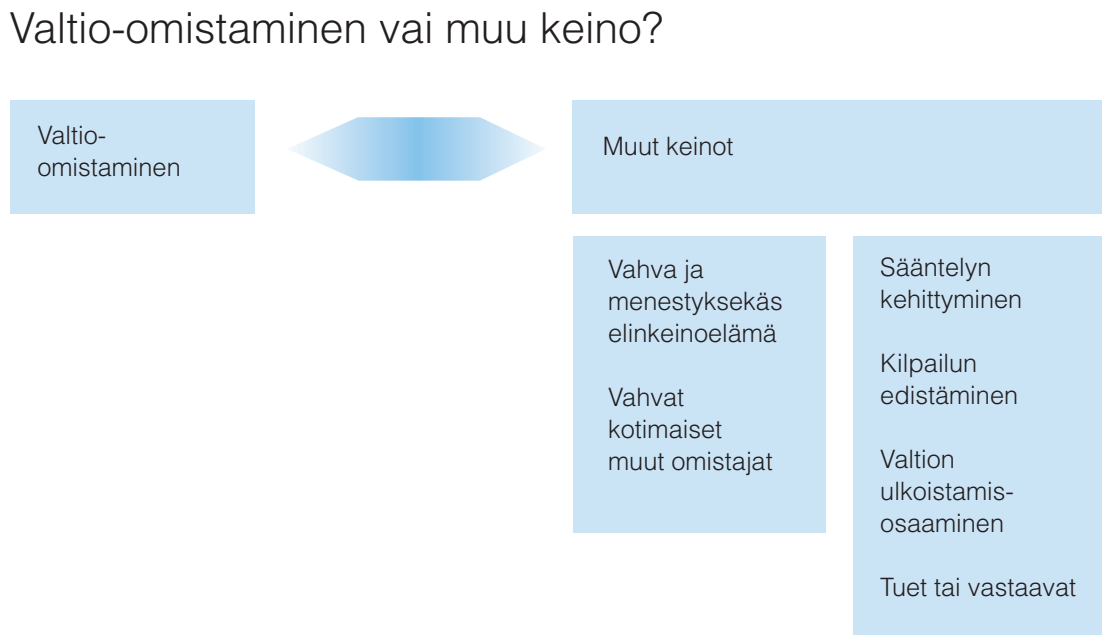 Valtio-omistaminen vai muu keino?
Valtio-
omistaminen
Muut keinot
Vahva ja
menestyksekäs
elinkeinoelämä
Vahvat
kotimaiset
muut omistajat
Sääntelyn
kehittyminen
Kilpailun
edistäminen
Valtion
ulkoistamis-
osaaminen
Tuet tai vastaavat